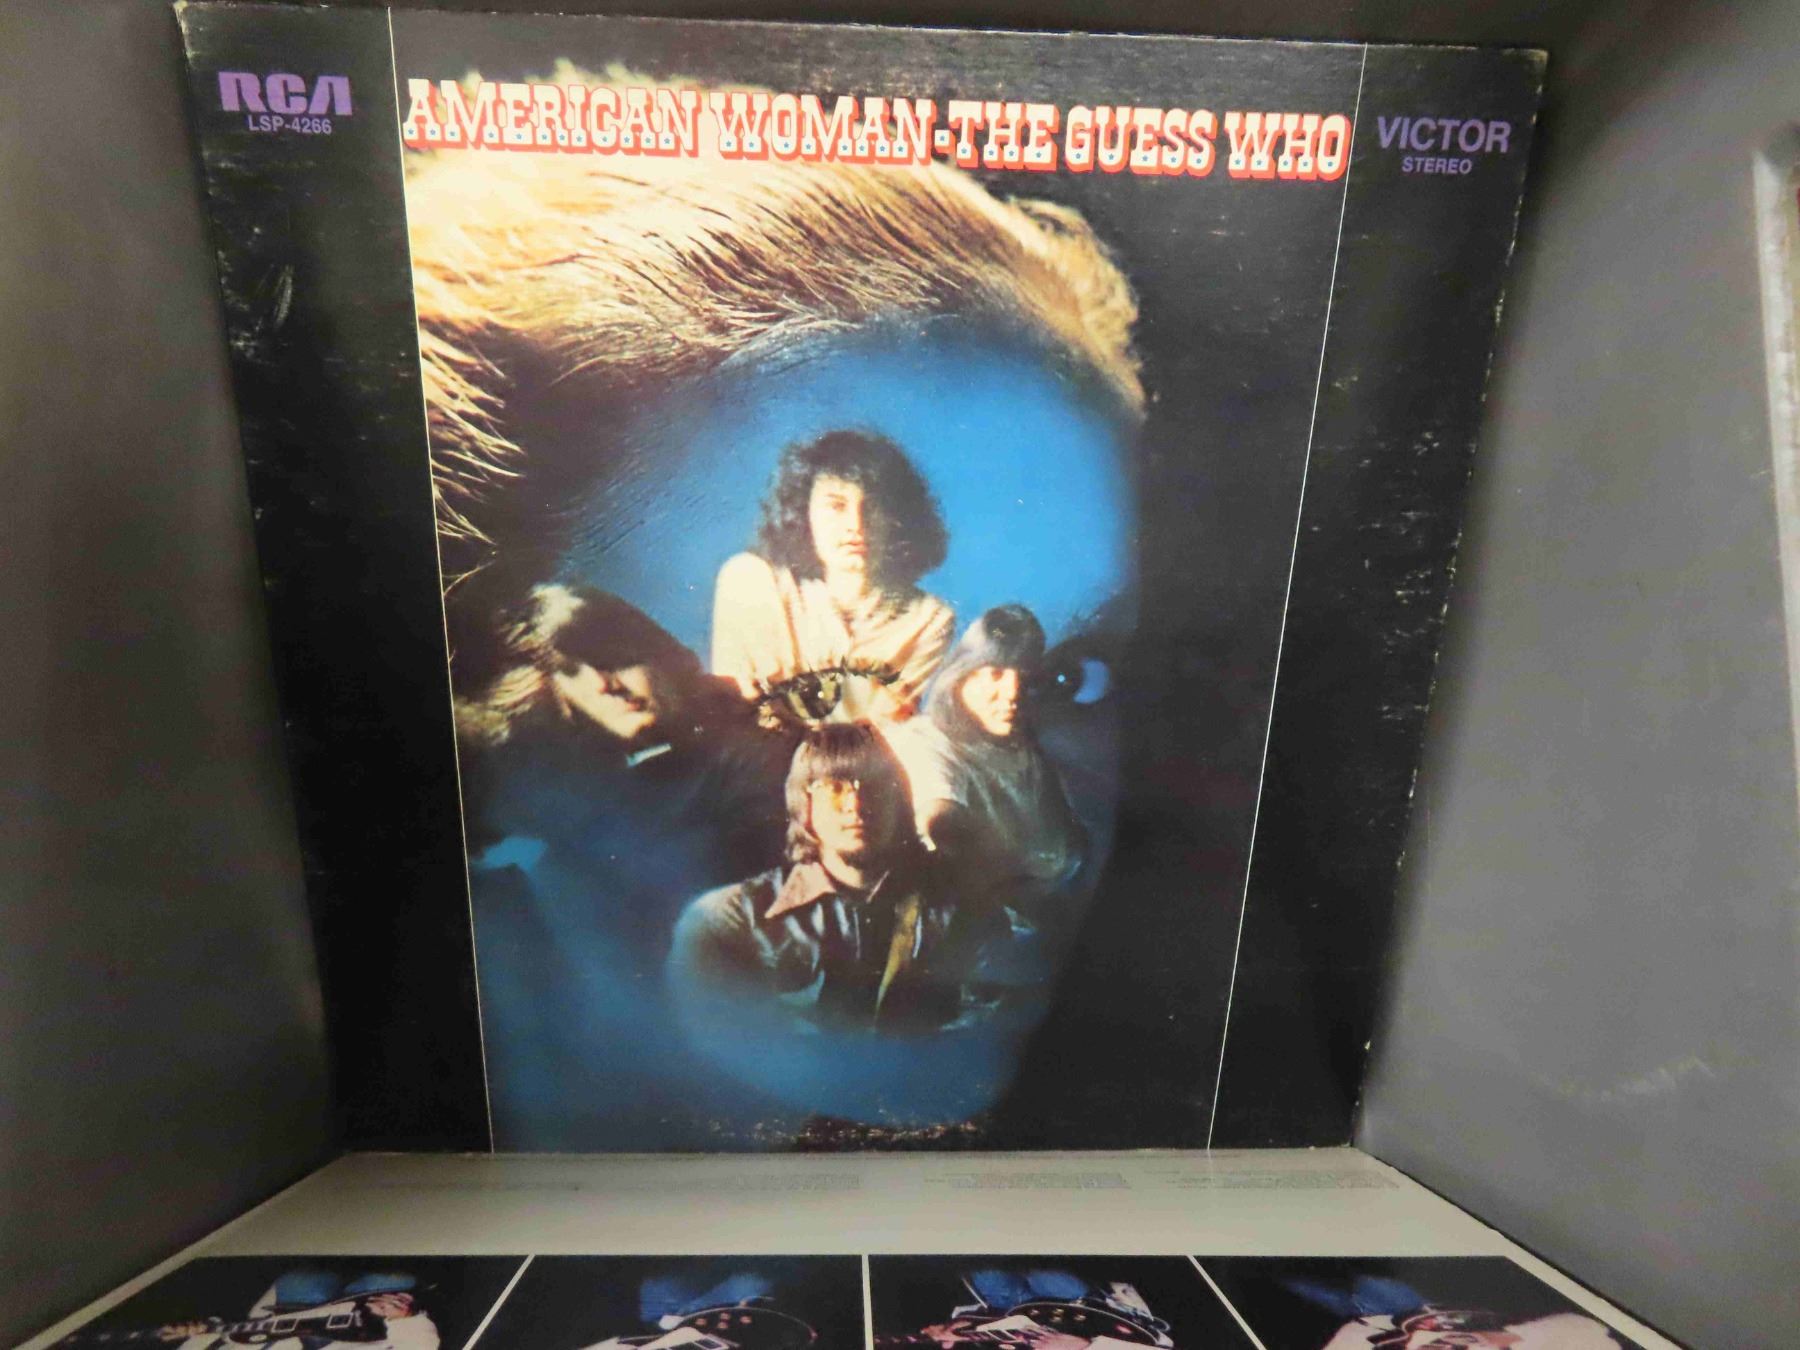 RCA
LSP-4266
AMERICAN WOMAN-THE GUESS WHO
VICTOR
STEREO